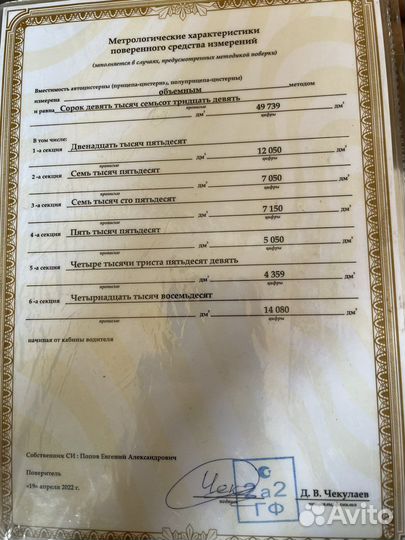 Метрологические характеристики
поверенного средства измерений
(заполняется в случаях, предусмотренных методикой поверки)
Вместимость автоцистерны (прицепа-цистерны, полуприцепа-цистерны)
измерена объемным методом
и равна Сорок девять тысяч семьсот тридцать девять дм³ 49 739 дм³
прописью цифры
В том числе:
1 -а секция Двенадцать тысяч пятьдесят дм³ 12 050 дм³
прописью цифры
2 -а секция Семь тысяч пятьдесят дм³ 7 050 дм³
прописью цифры
3 -а секция Семь тысяч сто пятьдесят дм³ 7 150 дм³
прописью цифры
4 -а секция Пять тысяч пятьдесят дм³ 5 050 дм³
прописью цифры
5 -а секция Четыре тысячи триста пятьдесят девять дм³ 4 359 дм³
прописью цифры
6 -а секция Четырнадцать тысяч восемьдесят дм³ 14 080 дм³
прописью цифры
начиная от кабины водителя
Собственник СИ : Попов Евгений Александрович
Поверитель
«19» апреля 2022 г.
Чек
2а2
ГФ
Д. В. Чекулаев
Avito